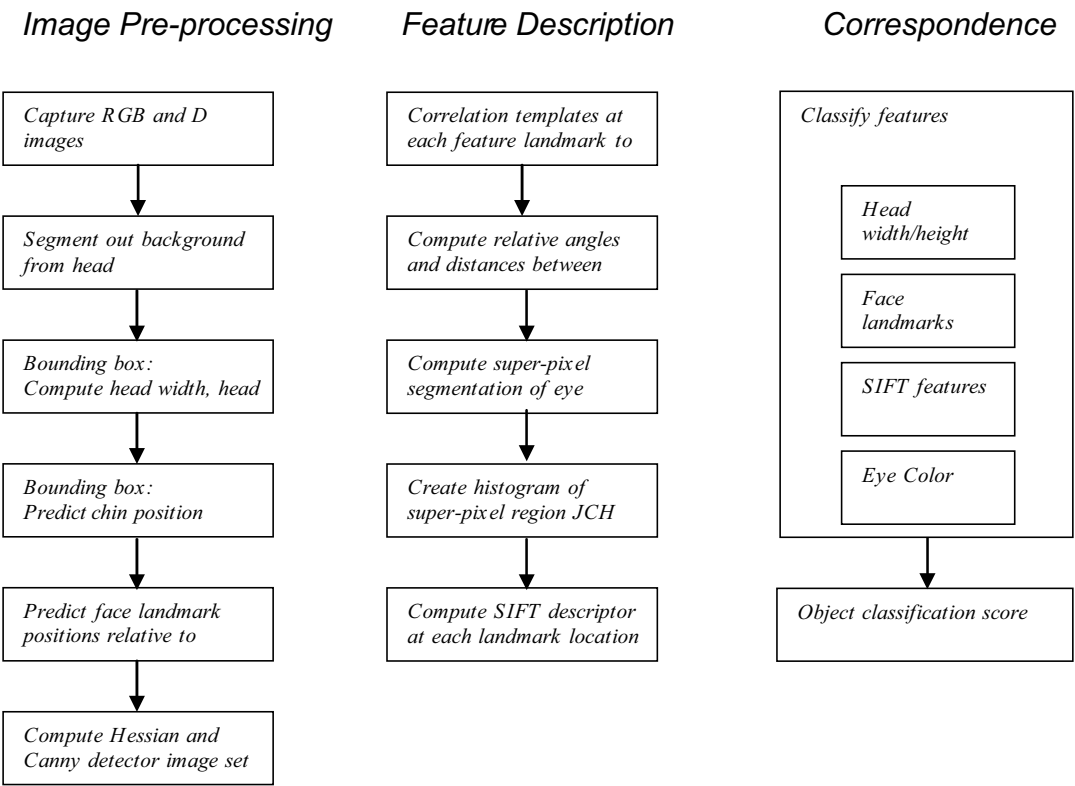 Image Pre-processing
Feature Description
Correspondence
Capture RGB and D
images
Segment out background
from head
Bounding box:
Compute head width, head
Bounding box:
Predict chin position
Predict face landmark
positions relative to
Compute Hessian and
Canny detector image set
Correlation templates at
each feature landmark to
Compute relative angles
and distances between
Compute super-pixel
segmentation of eye
Create histogram of
super-pixel region JCH
Compute SIFT descriptor
at each landmark location
Classify features
Head
width/height
Face
landmarks
SIFT features
Eye Color
Object classification score